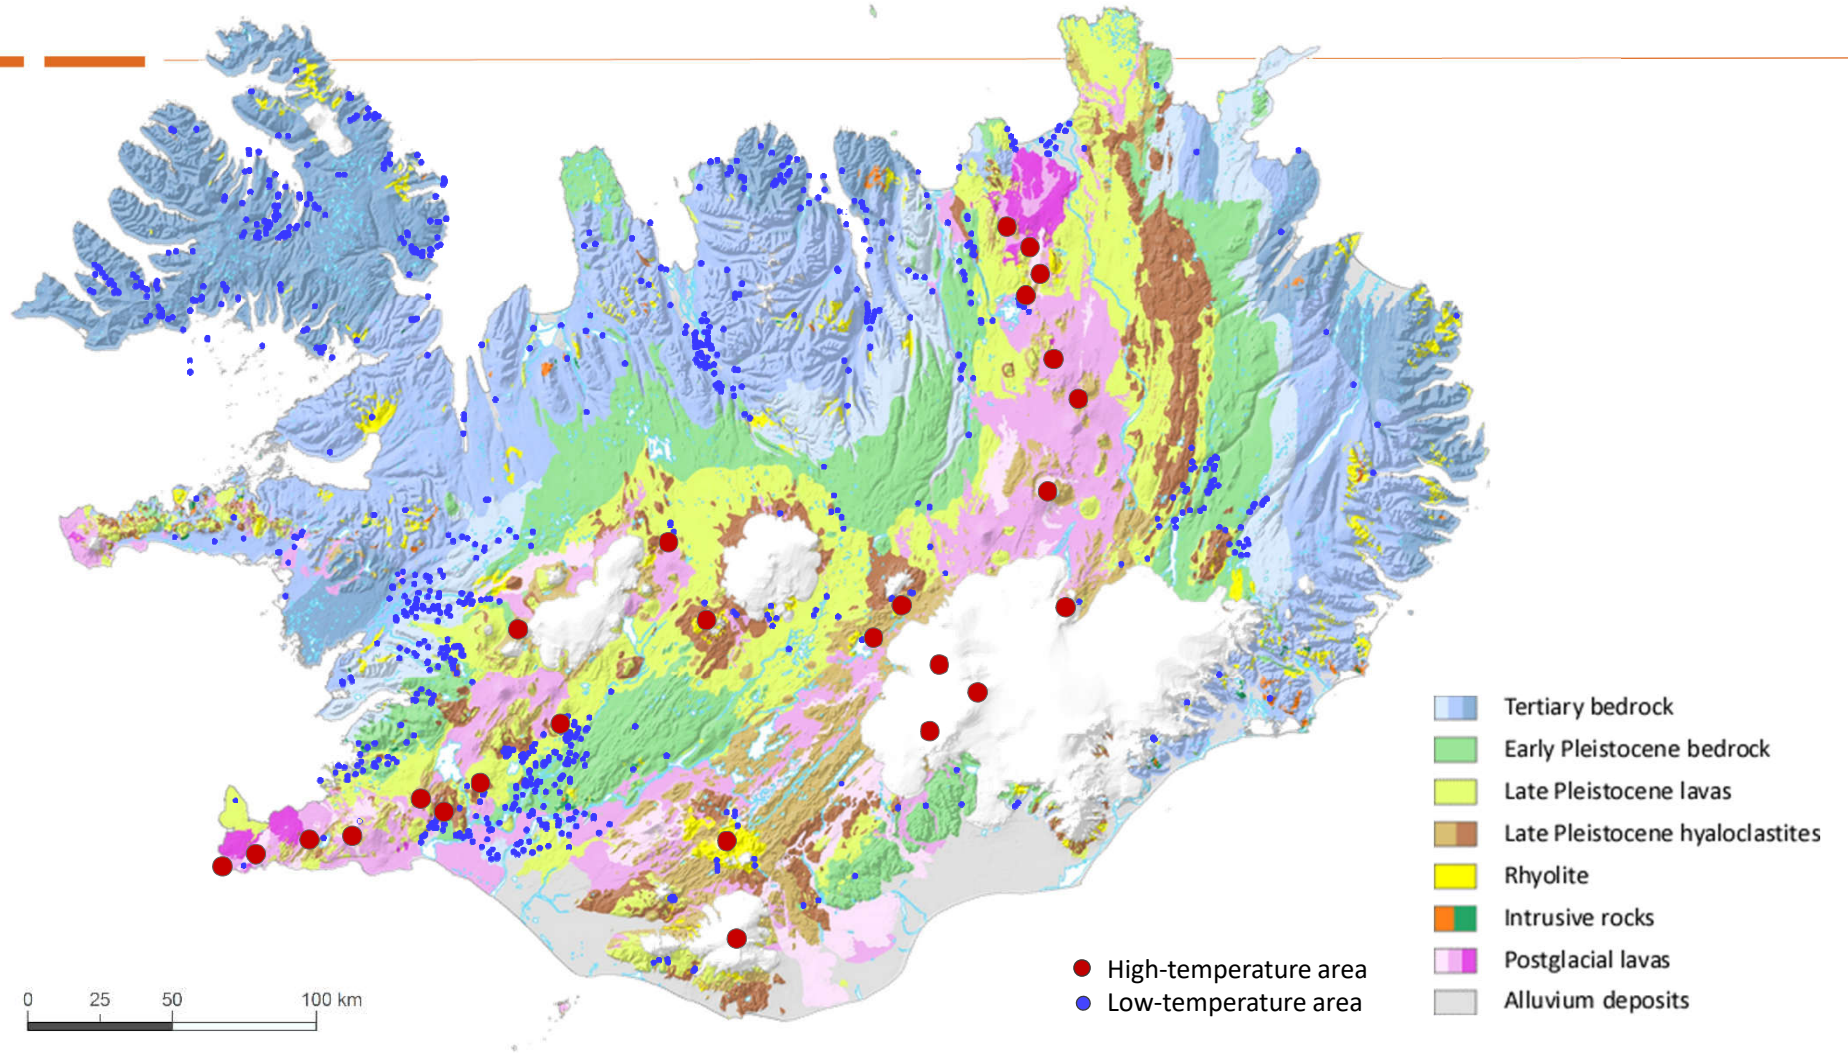 Tertiary bedrock
Early Pleistocene bedrock
Late Pleistocene lavas
Late Pleistocene hyaloclastites
Rhyolite
Intrusive rocks
Postglacial lavas
Alluvium deposits
High-temperature area
Low-temperature area
0 25 50 100 km